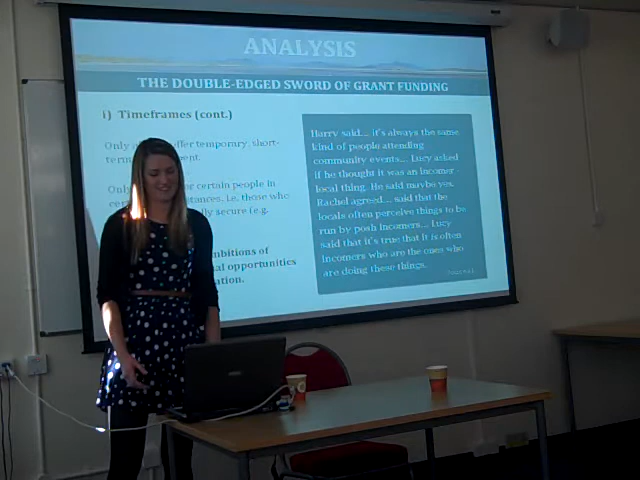 ANALYSIS
THE DOUBLE-EDGED SWORD OF GRANT FUNDING
i) Timeframes (cont.)
Only offer temporary, short-
term
Only certain people in
i.e. those who
secure (e.g.
ambitions of
opportunities
Harry said... it's always the same
kind of people attending
community events... Lucy asked
if he thought it was an incomer-
local thing. He said maybe yes.
Rachel agreed... said that the
locals often perceive things to be
run by posh incomers... Lucy
said that it's true that it is often
incomers who are the ones who
are doing these things.